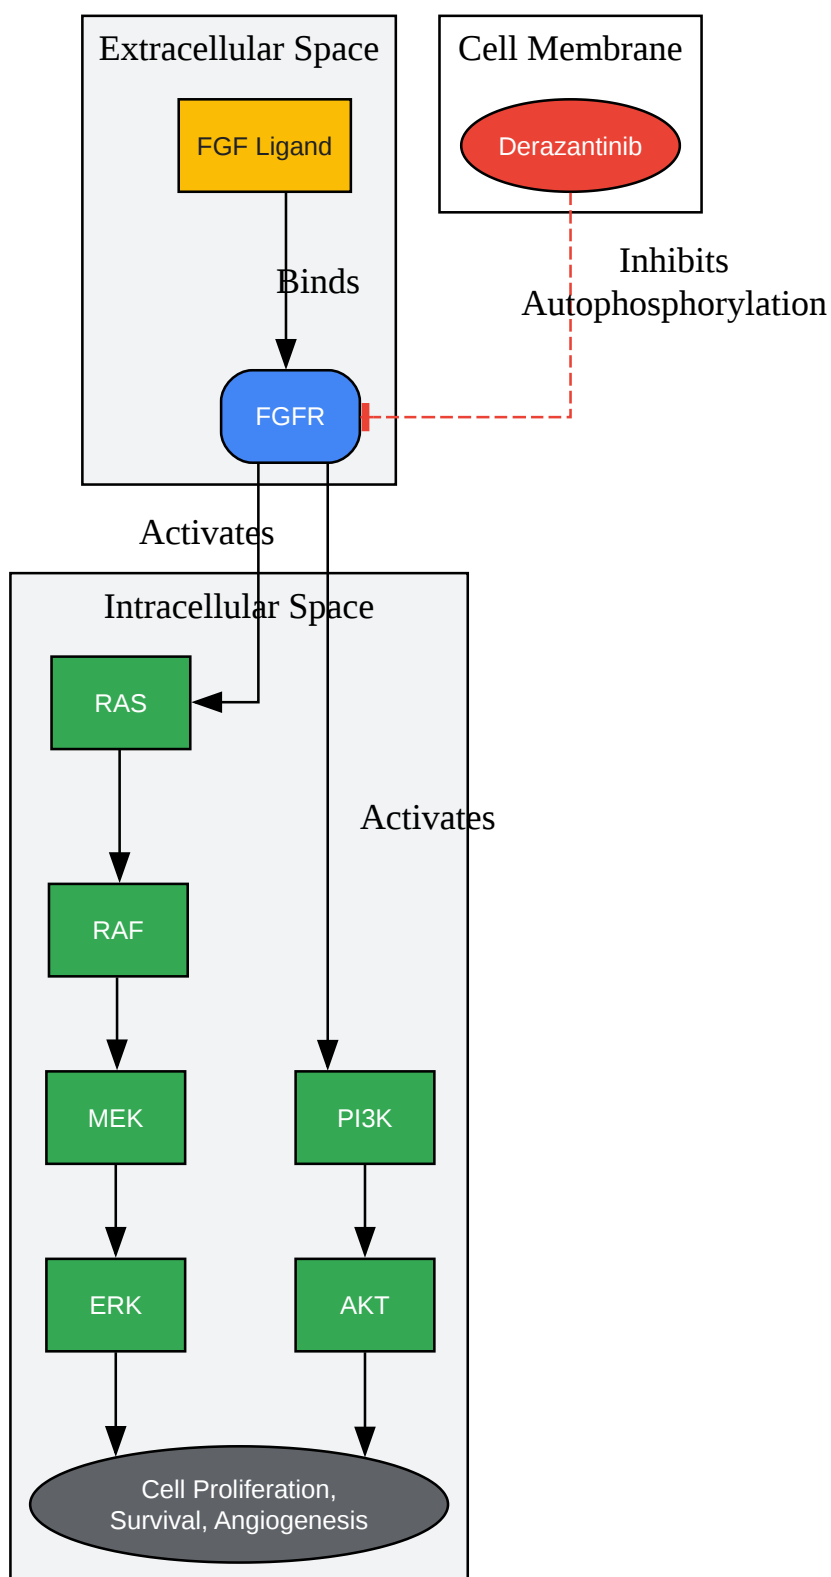 Extracellular Space
Cell Membrane
FGF Ligand
Derazantinib
Inhibits
Autophosphorylation
Binds
FGFR
Activates
Intracellular Space
RAS
Activates
RAF
MEK
PI3K
ERK
AKT
Cell Proliferation,
Survival, Angiogenesis